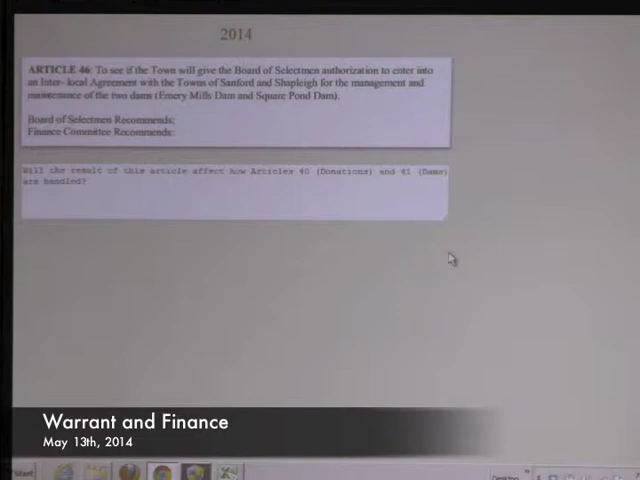 2014
ARTICLE 46: To see if the Town will give the Board of Selectmen authorization to enter into
an Inter- local Agreement with the Towns of Sanford and Shapleigh for the management and
maintenance of the two dams (Emery Mills Dam and Square Pond Dam).
Board of Selectmen Recommends:
Finance Committee Recommends:
Will the result of this article affect how Articles 40 (Donations) and 41 (Dams)
are handled?
Warrant and Finance
May 13th, 2014
Start
Desktop